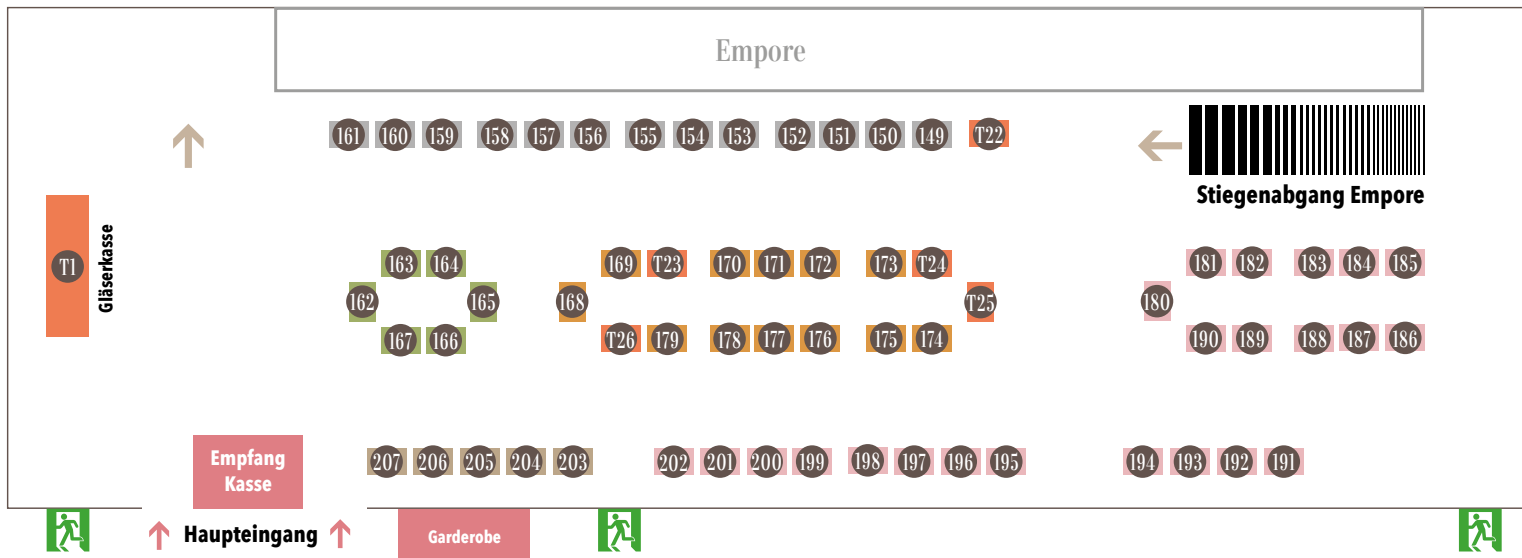 Empore
161 160 159 158 157 156 155 154 153 152 151 150 149 T22
Stiegenabgang Empore
T1
Gläserkasse
163 164 169 T23 170 171 172 173 T24 181 182 183 184 185
162 165 168 T25 180
167 166 T26 179 178 177 176 175 174 190 189 188 187 186
Empfang
Kasse
207 206 205 204 203 202 201 200 199 198 197 196 195 194 193 192 191
Haupteingang
Garderobe